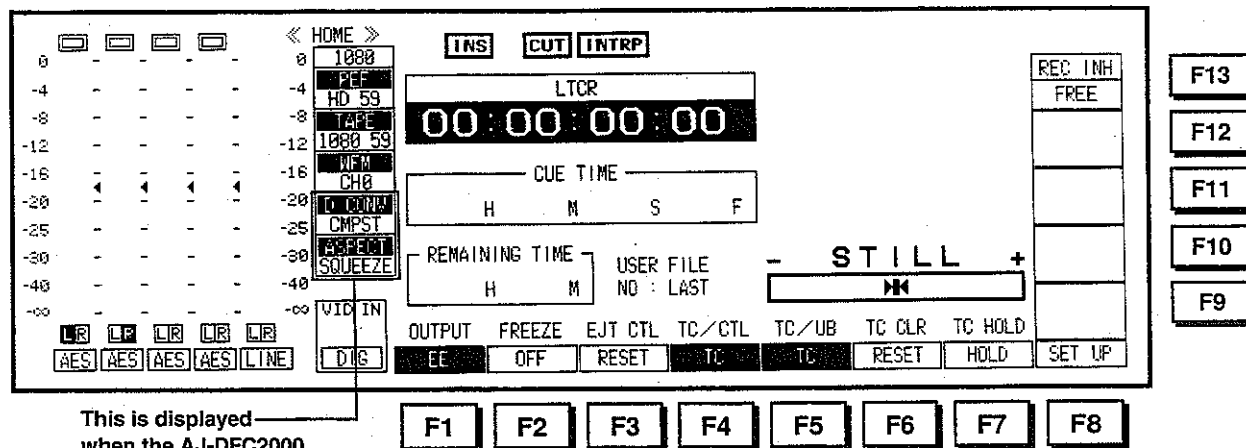 ≪ HOME ≫
INS CUT INTRP
0 0 1080
-4 -4 REF
HD 59
-8 -8 TAPE
-12 -12 1080 59
-16 -16 WFM
CH0
-20 -20 D CONV
-25 -25 CMPST
-30 -30 ASPECT
SQUEEZE
-40 -40
-∞ -∞
LR LR LR LR LR
AES AES AES AES LINE
VID IN
DIG
LTCR
00:00:00:00
CUE TIME
H M S F
REMAINING TIME
H M
USER FILE
NO : LAST
STILL
- +
REC INH
FREE
OUTPUT FREEZE EJT CTL TC/CTL TC/UB TC CLR TC HOLD
EE OFF RESET TC TC RESET HOLD SET UP
F13
F12
F11
F10
F9
F1 F2 F3 F4 F5 F6 F7 F8
This is displayed
when the AJ-DFC2000